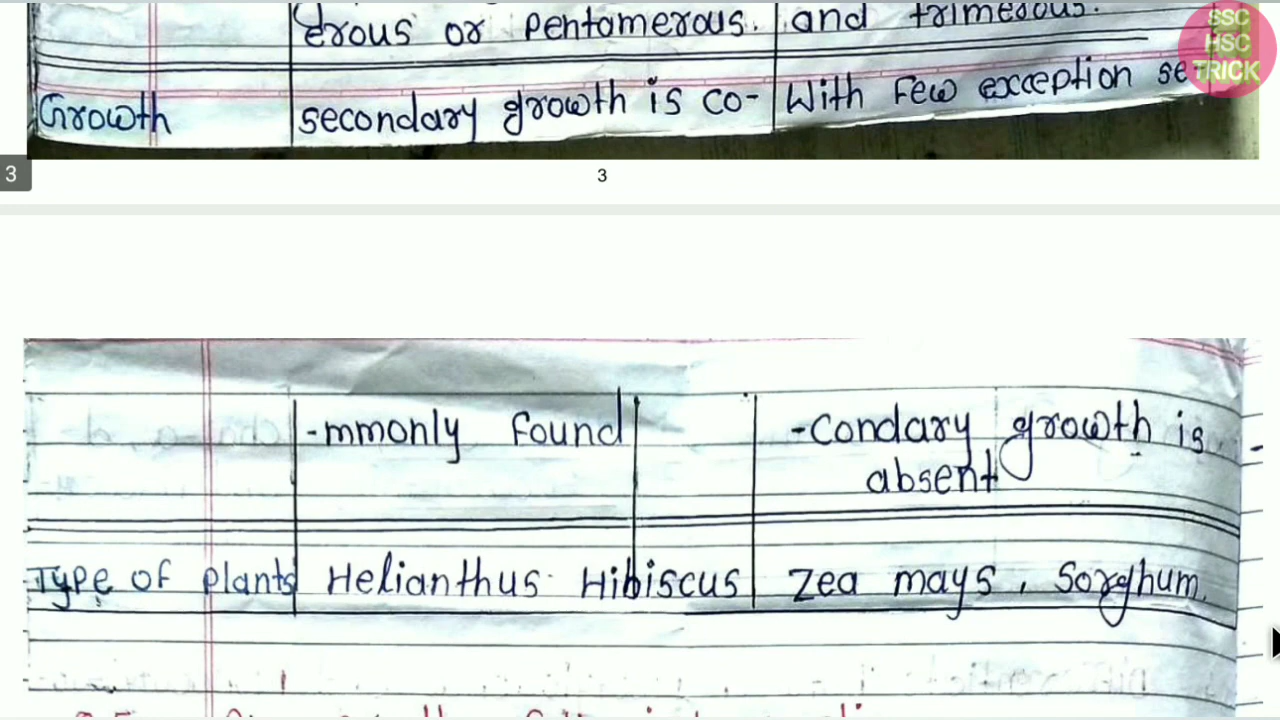 erous or pentamerous. and trimerous.
SSC
HSC
TRICK
Growth secondary growth is co- With Few exception se-
3
3
-mmonly found -condary growth is
absent
Type of plants Helianthus. Hibiscus Zea mays, Sorghum.